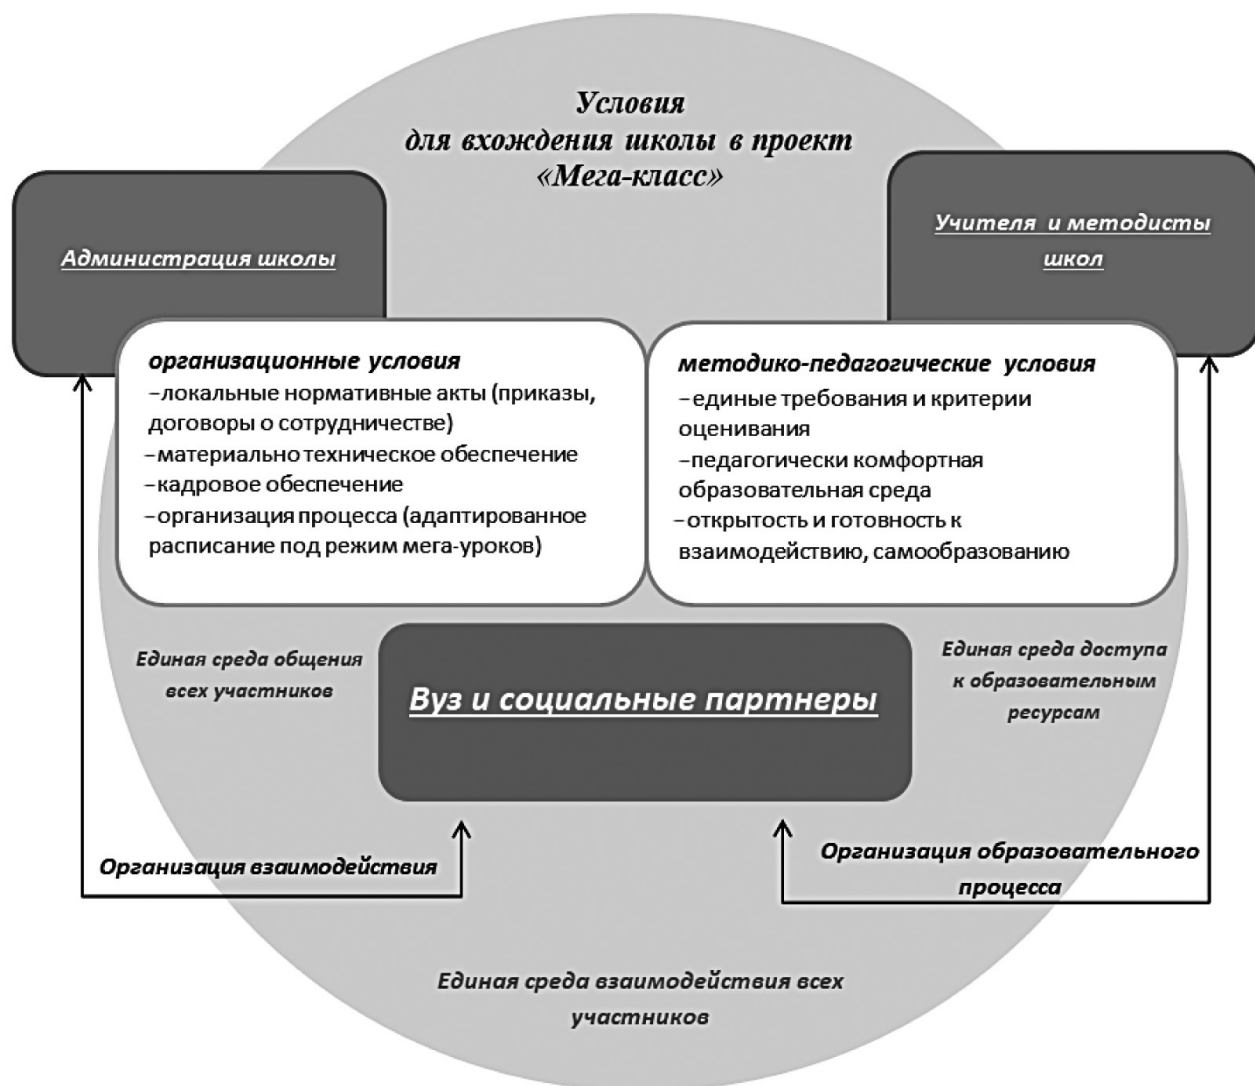 Условия
для вхождения школы в проект
«Мега-класс»
Администрация школы
Учителя и методисты
школ
организационные условия
–локальные нормативные акты (приказы,
договоры о сотрудничестве)
–материально техническое обеспечение
–кадровое обеспечение
–организация процесса (адаптированное
расписание под режим мега-уроков)
методико-педагогические условия
–единые требования и критерии
оценивания
–педагогически комфортная
образовательная среда
–открытость и готовность к
взаимодействию, самообразованию
Единая среда общения
всех участников
Вуз и социальные партнеры
Единая среда доступа
к образовательным
ресурсам
Организация взаимодействия
Организация образовательного
процесса
Единая среда взаимодействия всех
участников